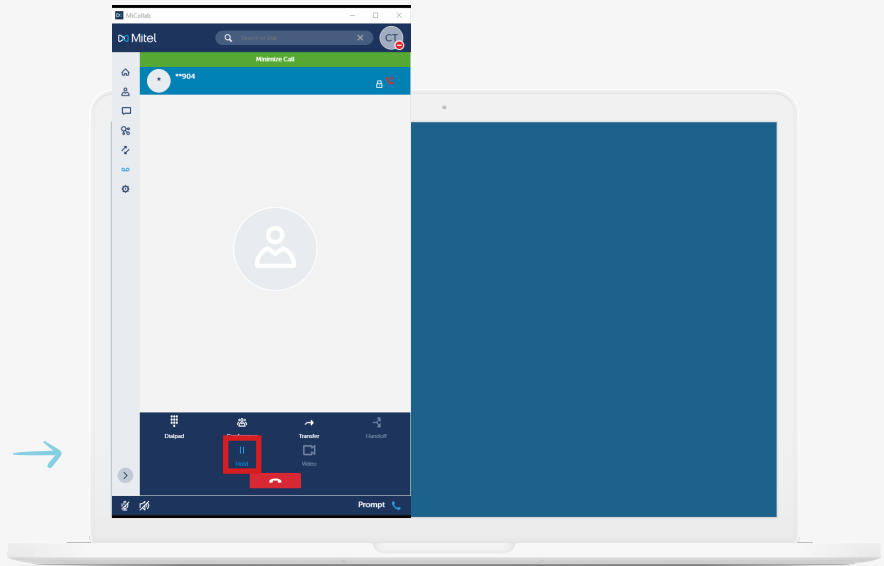 MiCollab
Mitel
Search or Dial
CT
Minimize Call
**904
Dialpad
Transfer
Handoff
Hold
Video
Prompt